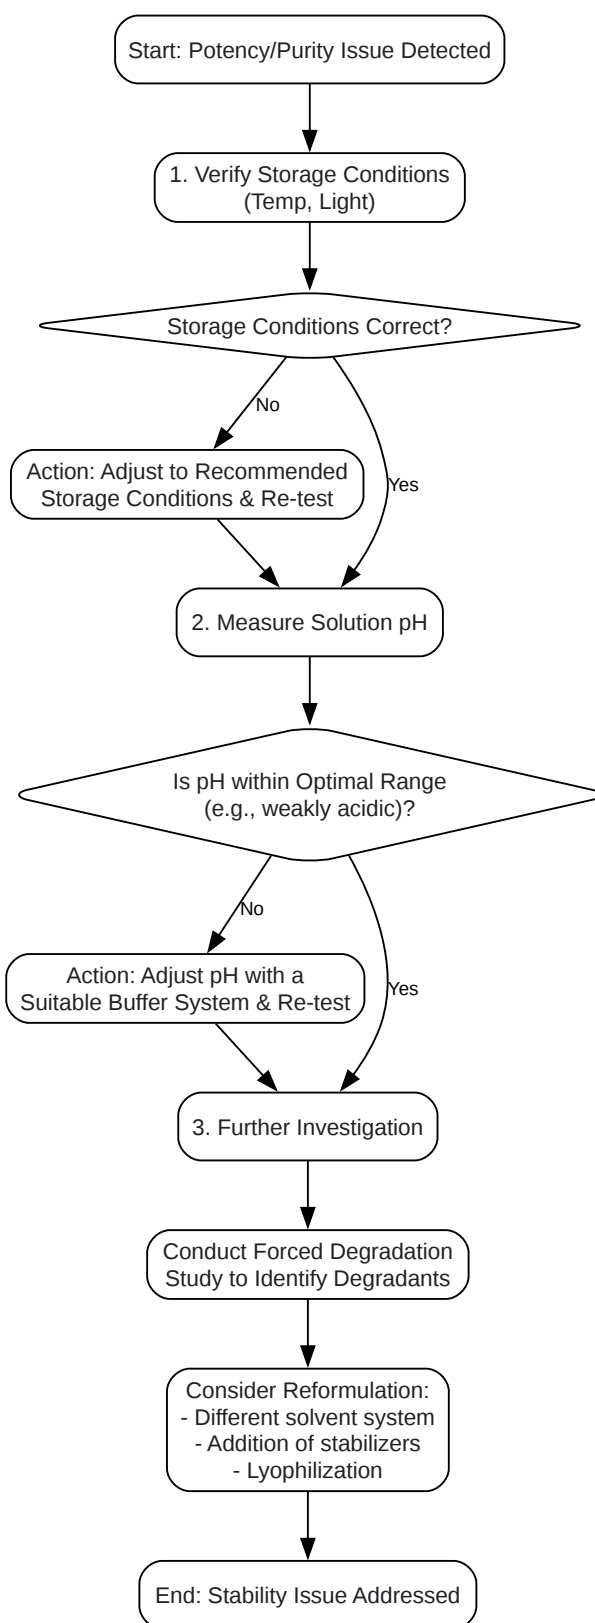 Start: Potency/Purity Issue Detected
1. Verify Storage Conditions
(Temp, Light)
Storage Conditions Correct?
No
Action: Adjust to Recommended
Storage Conditions & Re-test
Yes
2. Measure Solution pH
Is pH within Optimal Range
(e.g., weakly acidic)?
No
Action: Adjust pH with a
Suitable Buffer System & Re-test
Yes
3. Further Investigation
Conduct Forced Degradation
Study to Identify Degradants
Consider Reformulation:
- Different solvent system
- Addition of stabilizers
- Lyophilization
End: Stability Issue Addressed